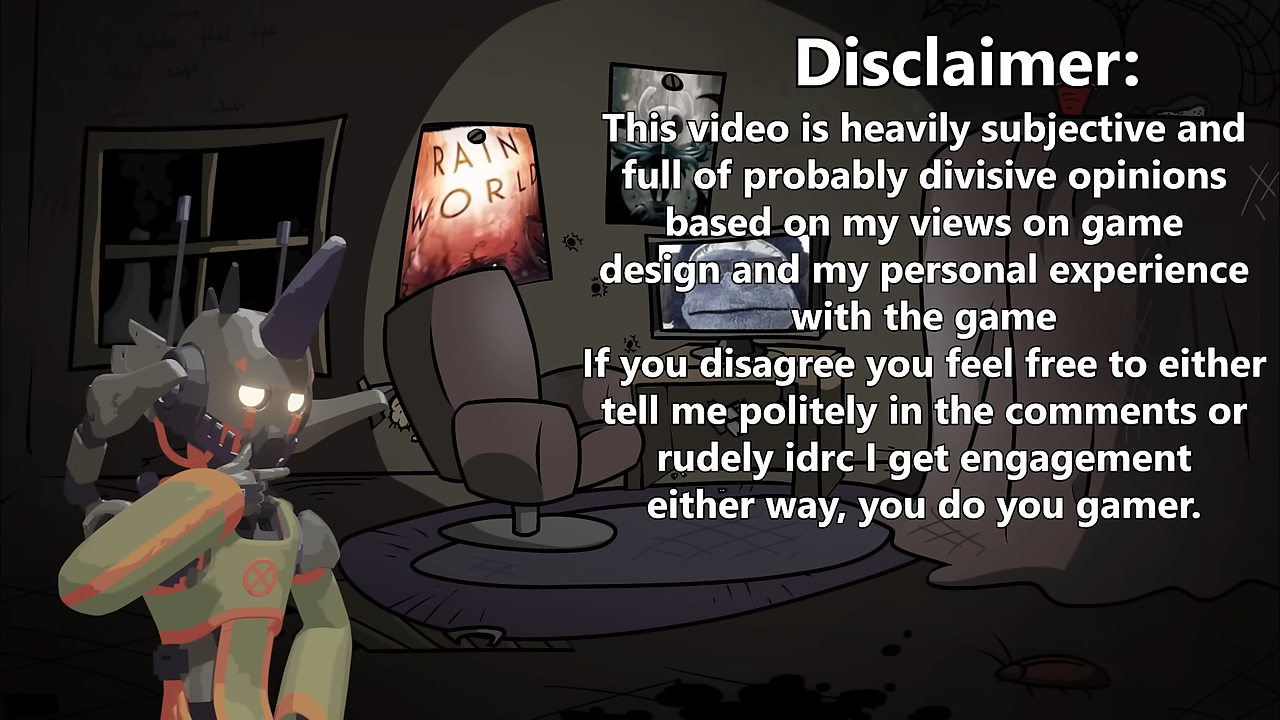 Disclaimer:
This video is heavily subjective and
full of probably divisive opinions
based on my views on game
design and my personal experience
with the game
If you disagree you feel free to either
tell me politely in the comments or
rudely idrc I get engagement
either way, you do you gamer.
RAIN
WORLD